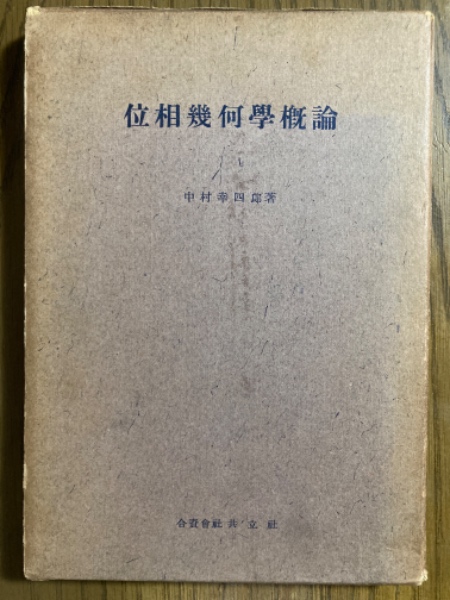 位相幾何學概論
中村幸四郎著
合資會社共立社